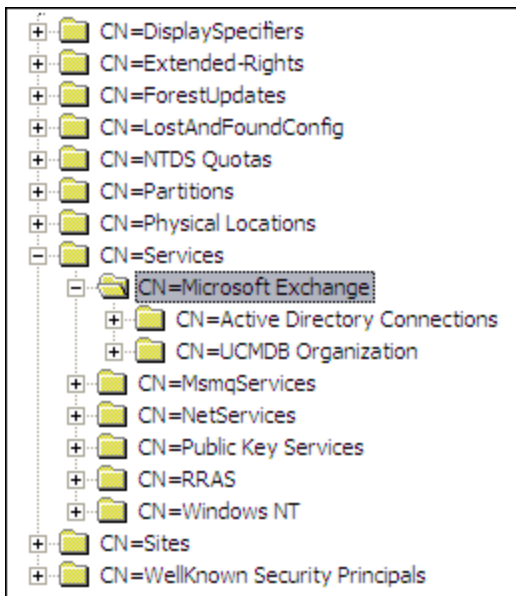 CN=DisplaySpecifiers
CN=Extended-Rights
CN=ForestUpdates
CN=LostAndFoundConfig
CN=NTDS Quotas
CN=Partitions
CN=Physical Locations
CN=Services
CN=Microsoft Exchange
CN=Active Directory Connections
CN=UCMDB Organization
CN=MsmqServices
CN=NetServices
CN=Public Key Services
CN=RRAS
CN=Windows NT
CN=Sites
CN=WellKnown Security Principals